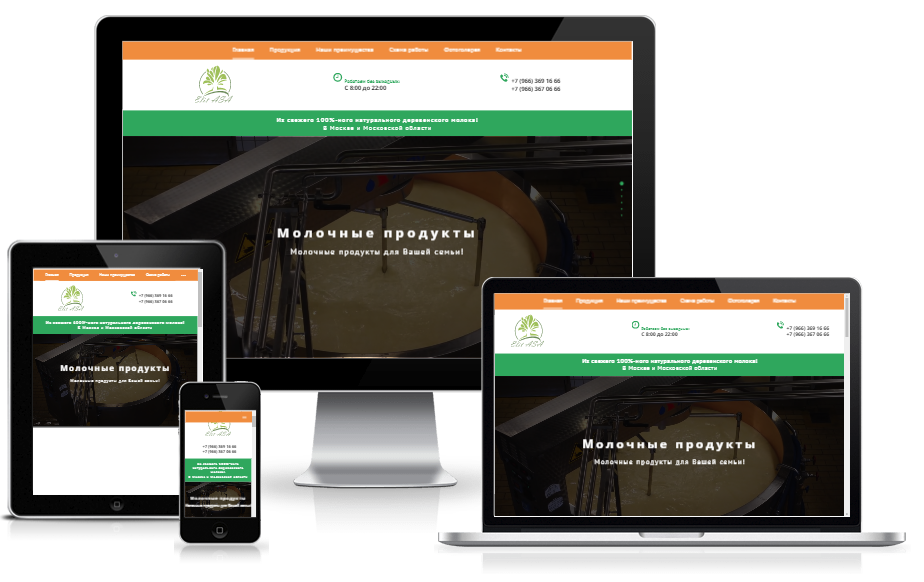 Главная Продукция Наши преимущества Схема работы Фотогалерея Контакты
Elit ASA
Работаем без выходных:
С 8:00 до 22:00
+7 (966) 369 16 66
+7 (966) 367 06 66
Из свежего 100%-ного натурального деревенского молока!
В Москве и Московской области
Молочные продукты
Молочные продукты для Вашей семьи!
Главная Продукция Наши преимущества Схема работы ...
+7 (966) 369 16 66
+7 (966) 367 06 66
Из свежего 100%-ного натурального деревенского молока!
В Москве и Московской области
Молочные продукты
Молочные продукты для Вашей семьи!
Elit ASA
+7 (966) 369 16 66
+7 (966) 367 06 66
Из свежего 100%-ного
натурального деревенского
молока!
В Москве и Московской области
Молочные продукты
Молочные продукты для Вашей семьи!
Главная Продукция Наши преимущества Схема работы Фотогалерея Контакты
Elit ASA
Работаем без выходных:
С 8:00 до 22:00
+7 (966) 369 16 66
+7 (966) 367 06 66
Из свежего 100%-ного натурального деревенского молока!
В Москве и Московской области
Молочные продукты
Молочные продукты для Вашей семьи!